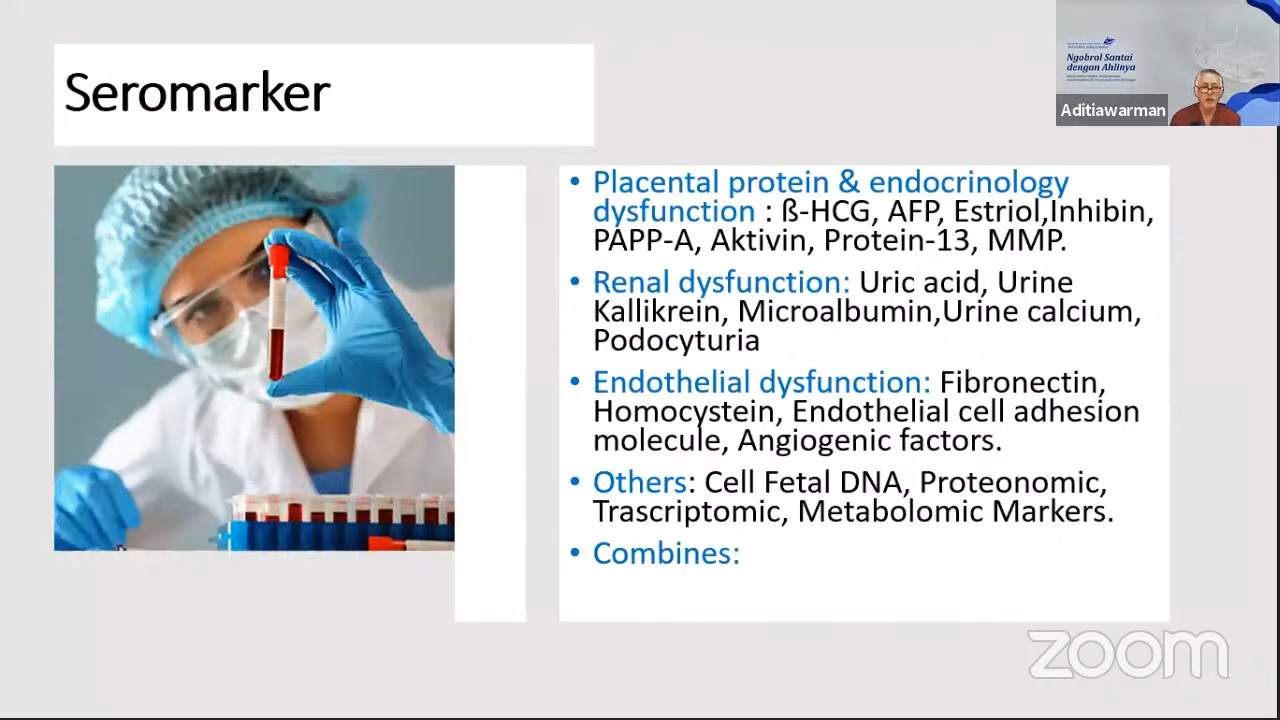 Seromarker
Ngobrol Santai
dengan Ahlinya
Aditiawarman
• Placental protein & endocrinology
dysfunction : ß-HCG, AFP, Estriol,Inhibin,
PAPP-A, Aktivin, Protein-13, MMP.
• Renal dysfunction: Uric acid, Urine
Kallikrein, Microalbumin,Urine calcium,
Podocyturia
• Endothelial dysfunction: Fibronectin,
Homocystein, Endothelial cell adhesion
molecule, Angiogenic factors.
• Others: Cell Fetal DNA, Proteonomic,
Trascriptomic, Metabolomic Markers.
• Combines:
zoom